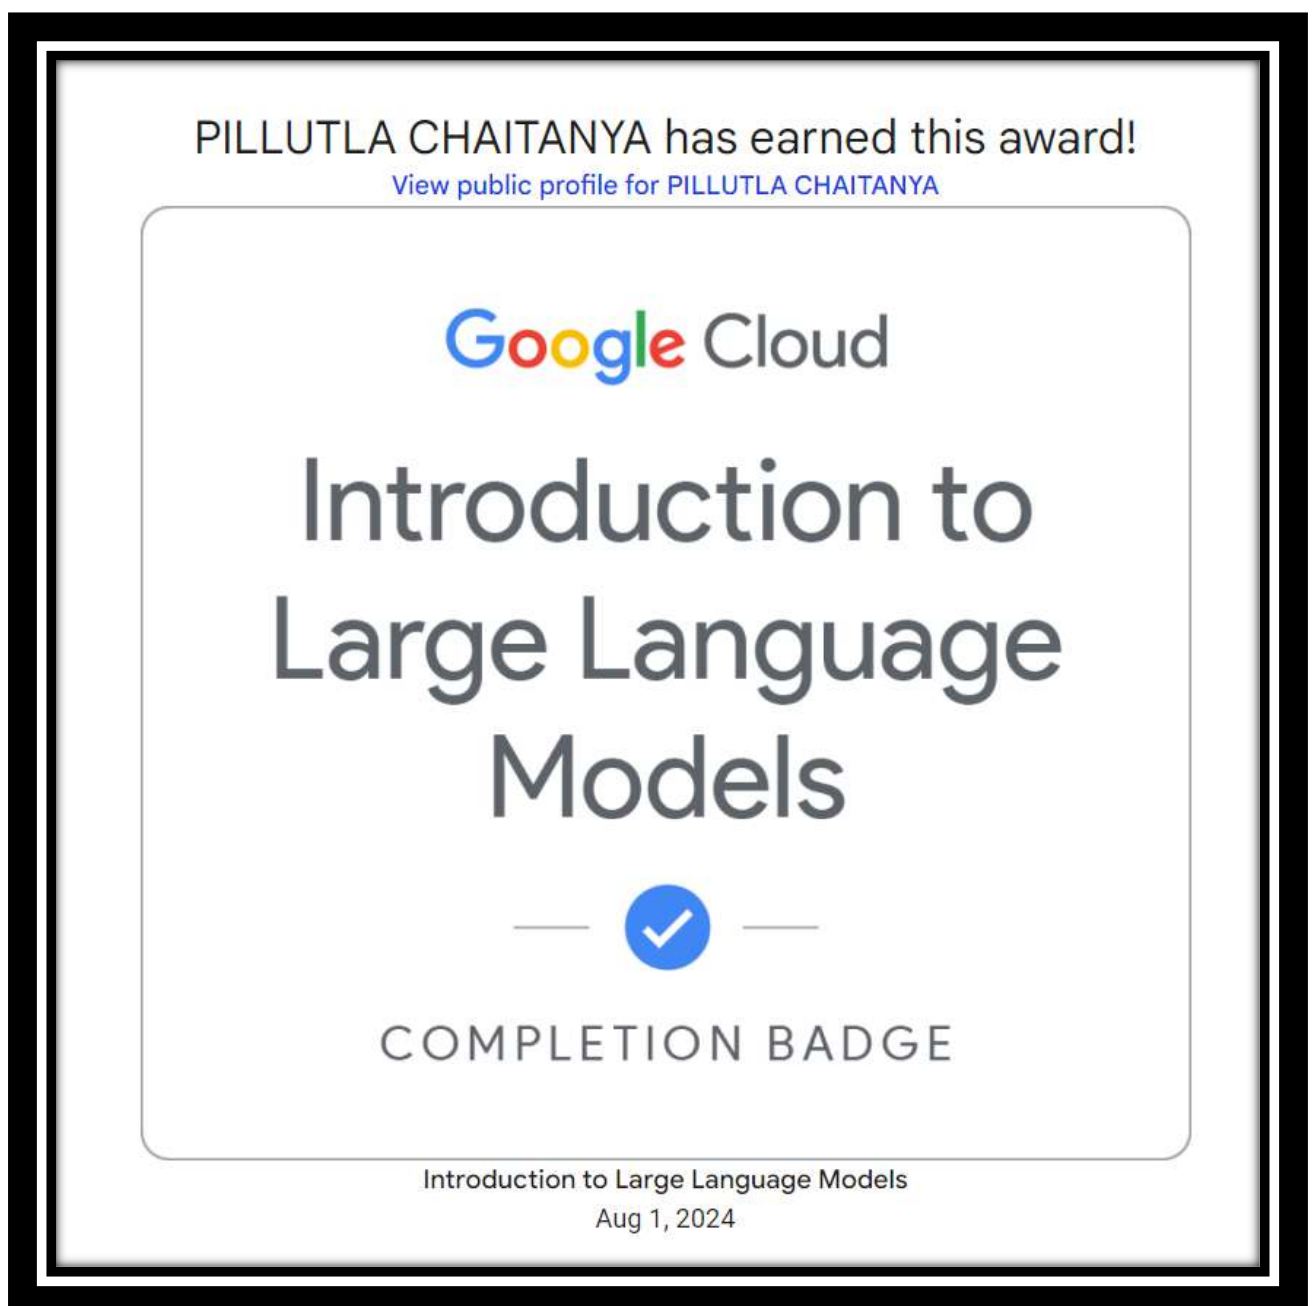 PILLUTLA CHAITANYA has earned this award!
View public profile for PILLUTLA CHAITANYA
Google Cloud
Introduction to
Large Language
Models
COMPLETION BADGE
Introduction to Large Language Models
Aug 1, 2024